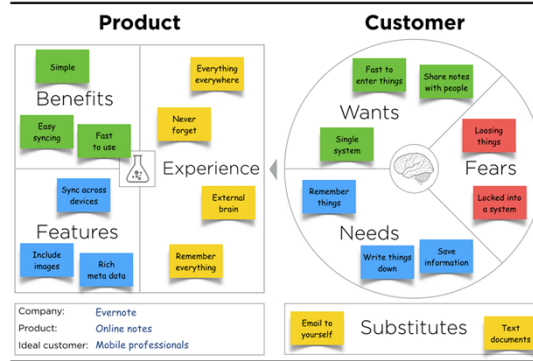 Product
Simple
Benefits
Easy
syncing
Fast
to use
Everything
everywhere
Never
forget
Experience
External
brain
Remember
everything
Sync across
devices
Features
Include
images
Rich
meta data
Company: Evernote
Product: Online notes
Ideal customer: Mobile professionals
Customer
Fast to
enter things
Share notes
with people
Wants
Single
system
Loosing
things
Fears
Locked into
a system
Remember
things
Needs
Write things
down
Save
information
Email to
yourself
Substitutes
Text
documents